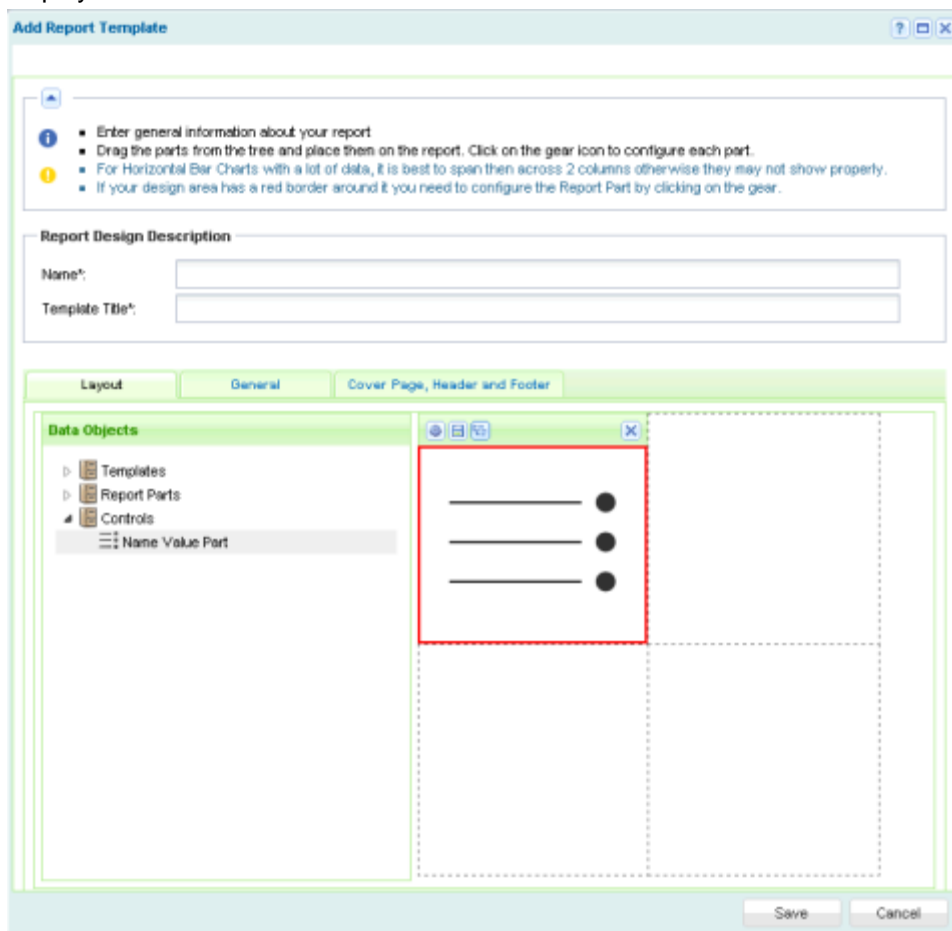 Add Report Template
Enter general information about your report
Drag the parts from the tree and place them on the report. Click on the gear icon to configure each part.
For Horizontal Bar Charts with a lot of data, it is best to span then across 2 columns otherwise they may not show properly.
If your design area has a red border around it you need to configure the Report Part by clicking on the gear.
Report Design Description
Name*:
Template Title*:
Layout General Cover Page, Header and Footer
Data Objects
Templates
Report Parts
Controls
Name Value Part
Save Cancel